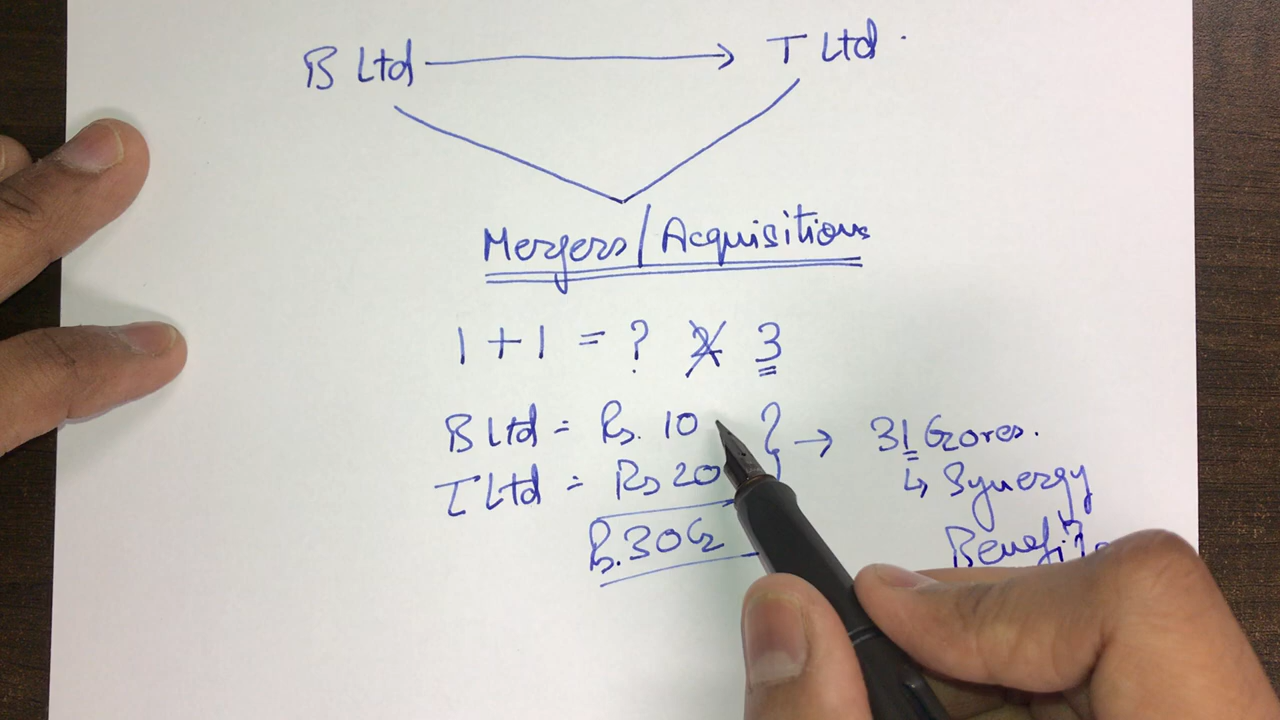 B Ltd → T Ltd.
Mergers/Acquisitions
1 + 1 = ? 2 3
B Ltd = Rs. 10 } → 31 Crores.
T Ltd = Rs 20 ↳ Synergy
Rs. 30 Cr Benefits